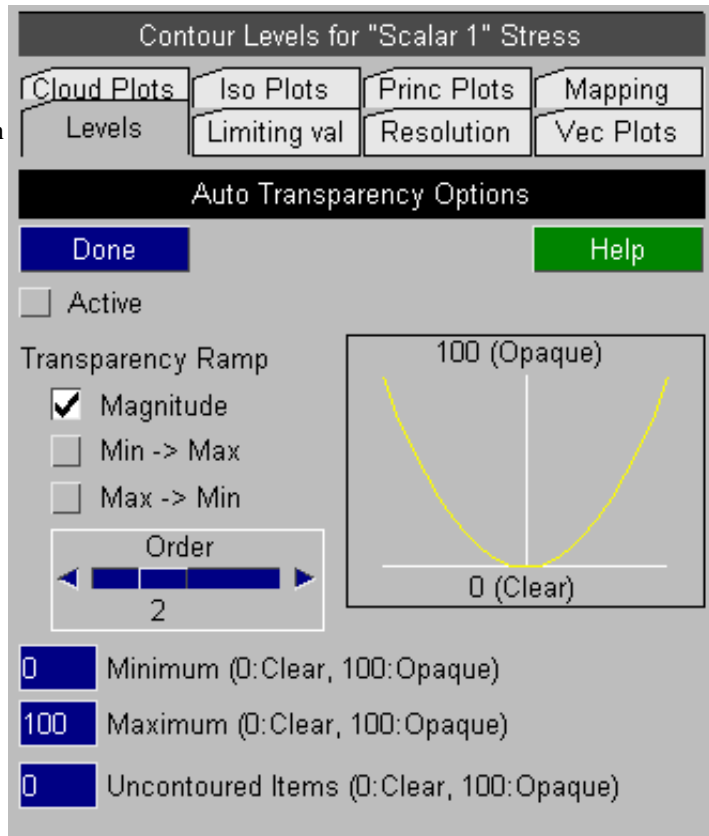 Contour Levels for "Scalar 1" Stress
Cloud Plots Iso Plots Princ Plots Mapping
Levels Limiting val Resolution Vec Plots
Auto Transparency Options
Done Help
Active
Transparency Ramp
Magnitude
Min -> Max
Max -> Min
Order
2
100 (Opaque)
0 (Clear)
0 Minimum (0:Clear, 100:Opaque)
100 Maximum (0:Clear, 100:Opaque)
0 Uncontoured Items (0:Clear, 100:Opaque)